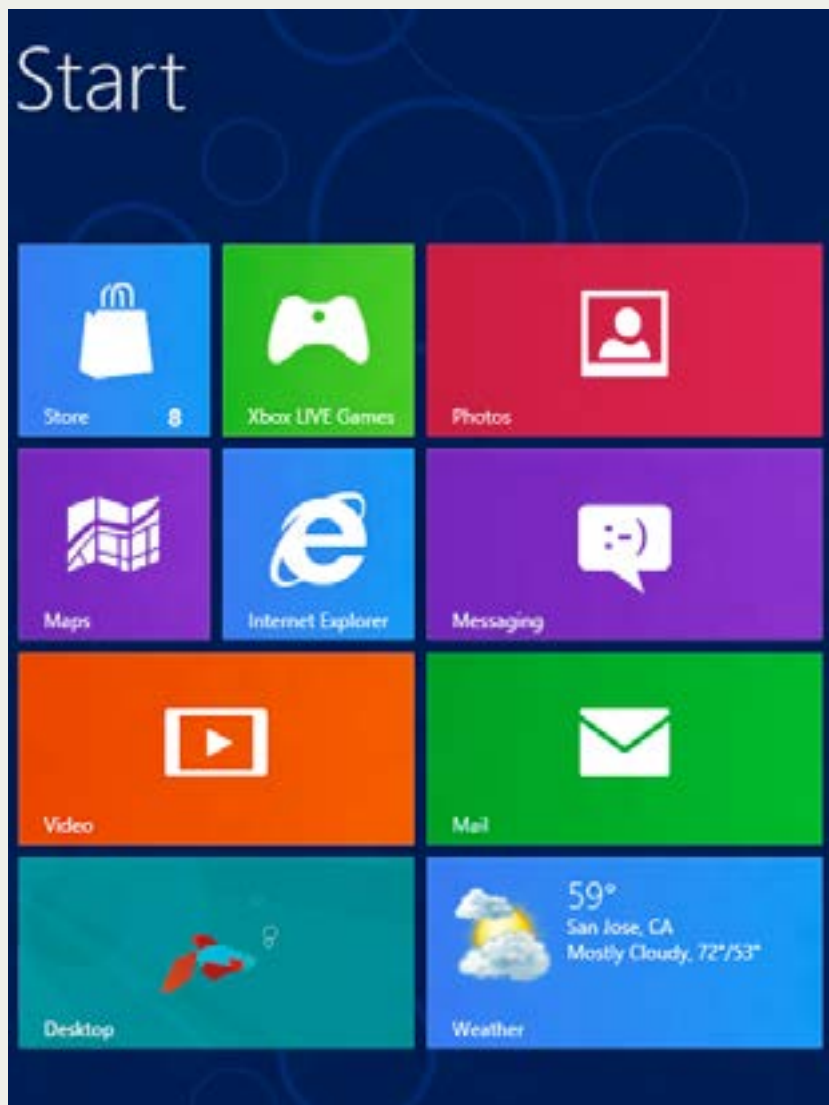 Start
Store 8
Xbox LIVE Games
Photos
Maps
Internet Explorer
Messaging
:-)
Video
Mail
Desktop
59°
San Jose, CA
Mostly Cloudy, 72°/53°
Weather